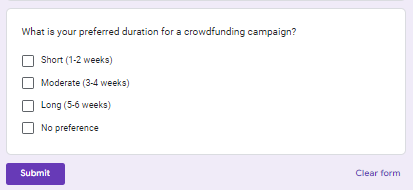 What is your preferred duration for a crowdfunding campaign?
Short (1-2 weeks)
Moderate (3-4 weeks)
Long (5-6 weeks)
No preference
Submit
Clear form